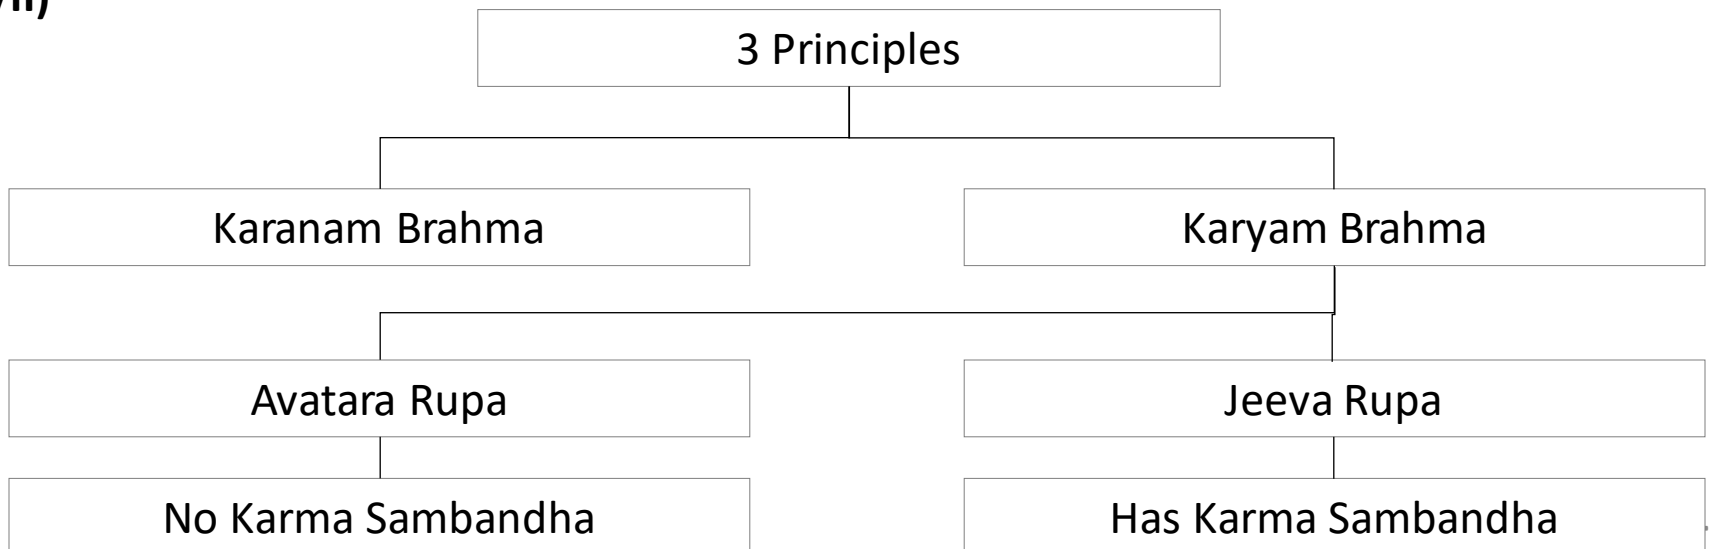 3 Principles
Karanam Brahma
Karyam Brahma
Avatara Rupa
Jeeva Rupa
No Karma Sambandha
Has Karma Sambandha